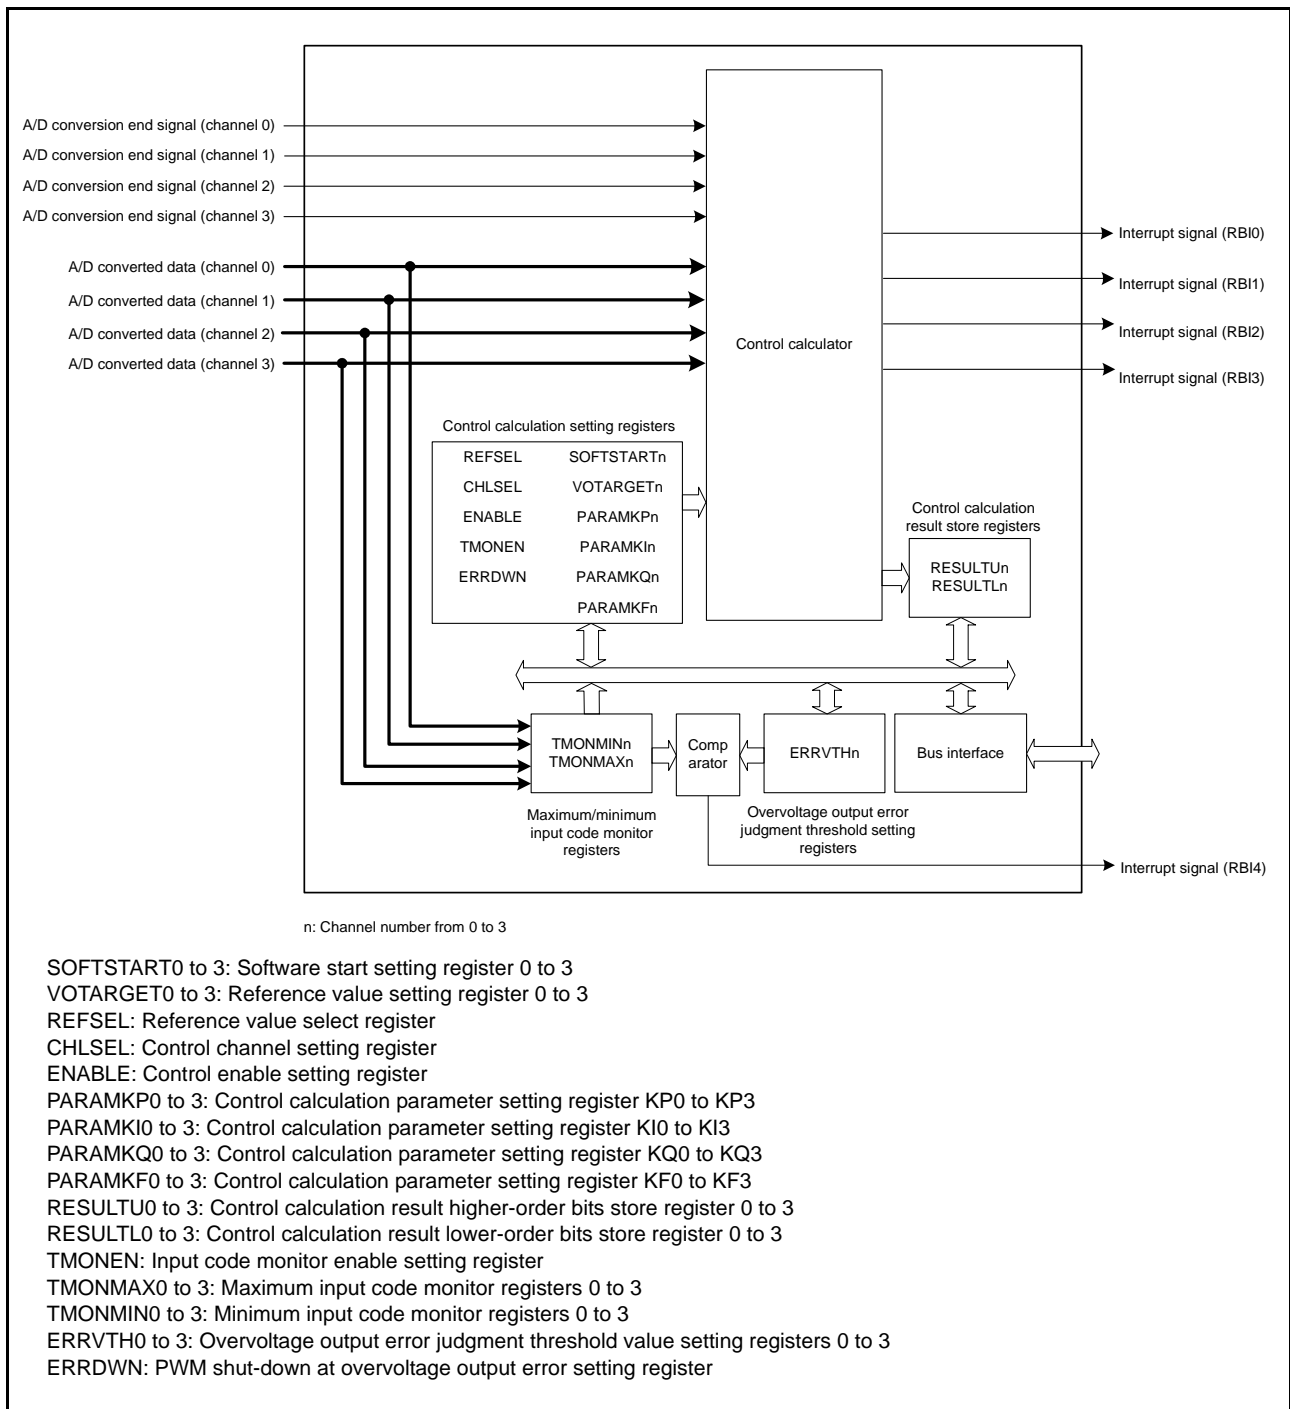 A/D conversion end signal (channel 0)
A/D conversion end signal (channel 1)
A/D conversion end signal (channel 2)
A/D conversion end signal (channel 3)
A/D converted data (channel 0)
A/D converted data (channel 1)
A/D converted data (channel 2)
A/D converted data (channel 3)
Control calculator
Interrupt signal (RBI0)
Interrupt signal (RBI1)
Interrupt signal (RBI2)
Interrupt signal (RBI3)
Control calculation setting registers
REFSEL SOFTSTARTn
CHLSEL VOTARGETn
ENABLE PARAMKPn
TMONEN PARAMKIn
ERRDWN PARAMKQn
PARAMKFn
Control calculation
result store registers
RESULTUn
RESULTLn
TMONMINn
TMONMAXn
Comp
arator
ERRVTHn
Bus interface
Maximum/minimum
input code monitor
registers
Overvoltage output error
judgment threshold setting
registers
Interrupt signal (RBI4)
n: Channel number from 0 to 3
SOFTSTART0 to 3: Software start setting register 0 to 3
VOTARGET0 to 3: Reference value setting register 0 to 3
REFSEL: Reference value select register
CHLSEL: Control channel setting register
ENABLE: Control enable setting register
PARAMKP0 to 3: Control calculation parameter setting register KP0 to KP3
PARAMKI0 to 3: Control calculation parameter setting register KI0 to KI3
PARAMKQ0 to 3: Control calculation parameter setting register KQ0 to KQ3
PARAMKF0 to 3: Control calculation parameter setting register KF0 to KF3
RESULTU0 to 3: Control calculation result higher-order bits store register 0 to 3
RESULTL0 to 3: Control calculation result lower-order bits store register 0 to 3
TMONEN: Input code monitor enable setting register
TMONMAX0 to 3: Maximum input code monitor registers 0 to 3
TMONMIN0 to 3: Minimum input code monitor registers 0 to 3
ERRVTH0 to 3: Overvoltage output error judgment threshold value setting registers 0 to 3
ERRDWN: PWM shut-down at overvoltage output error setting register